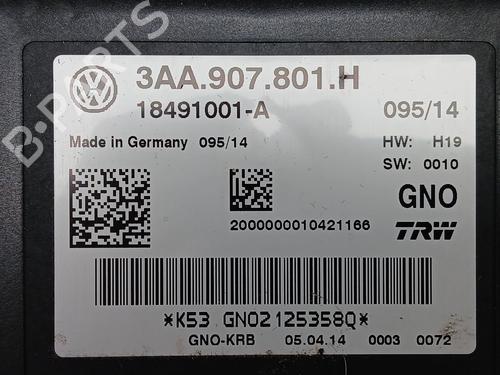 B-PARTS
3AA.907.801.H
18491001-A 095/14
Made in Germany 095/14 HW: H19
SW: 0010
GNO
2000000010421166
TRW
*K53 GNO2125358Q*
GNO-KRB 05.04.14 0003 0072